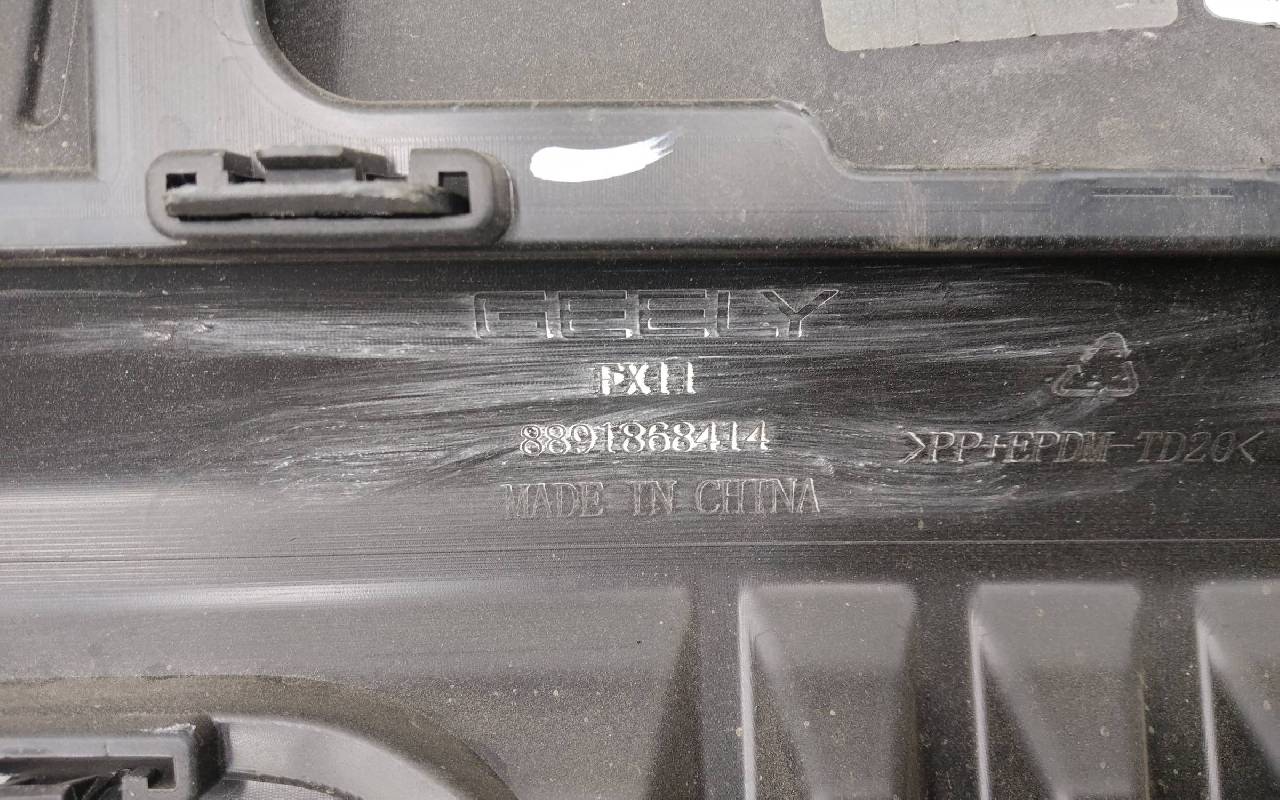 GEELY
FX11
8891868414
>PP+EPDM-TD20<
MADE IN CHINA